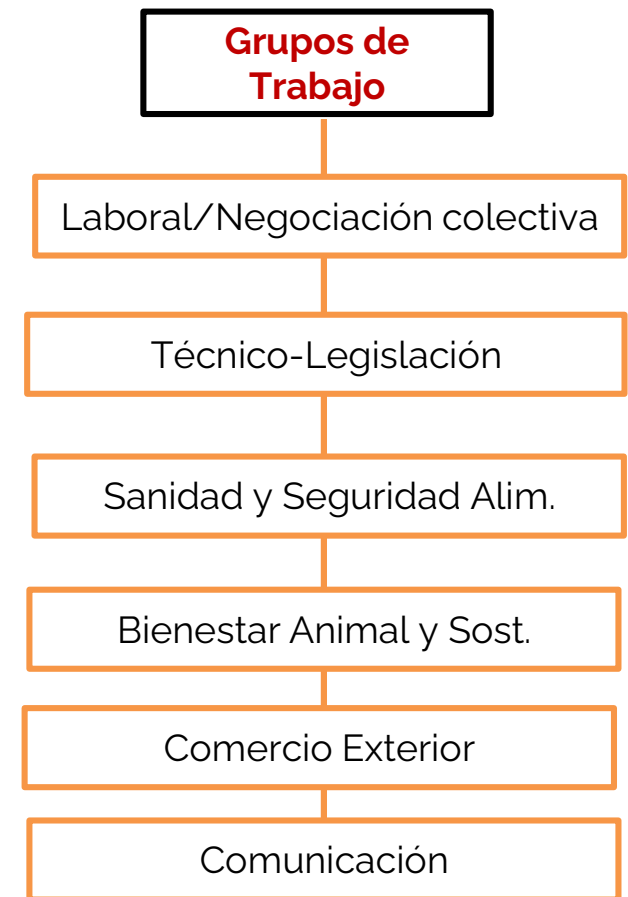 Grupos de
Trabajo
Laboral/Negociación colectiva
Técnico-Legislación
Sanidad y Seguridad Alim.
Bienestar Animal y Sost.
Comercio Exterior
Comunicación